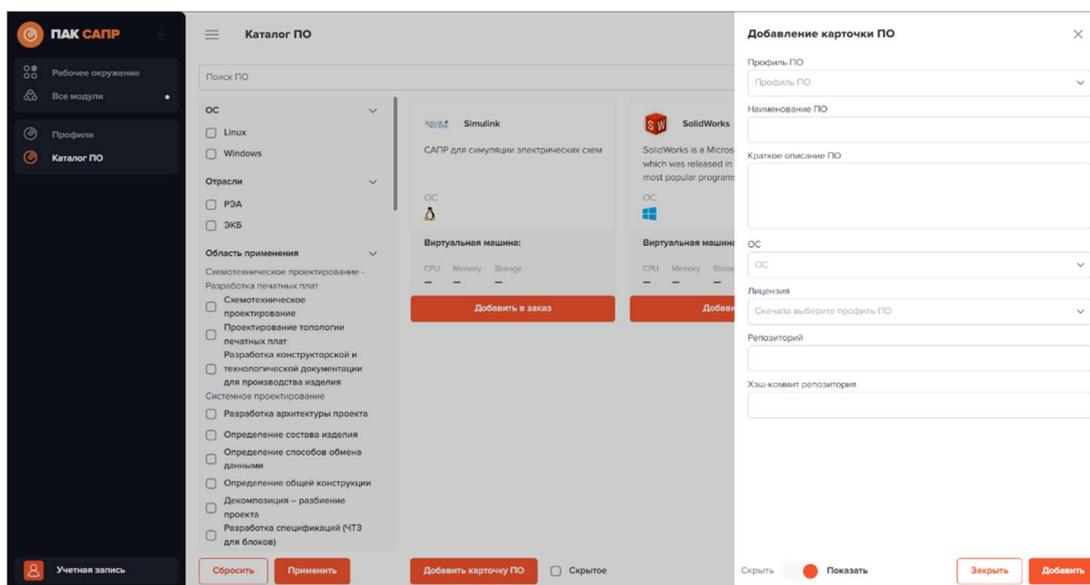 ПАК САПР
Рабочее окружение
Все модули
Профили
Каталог ПО
Учетная запись
Каталог ПО
Поиск ПО
ОС
Linux
Windows
Отрасли
РЭА
ЭКБ
Область применения
Схемотехническое проектирование -
Разработка печатных плат
Схемотехническое
проектирование
Проектирование топологии
печатных плат
Разработка конструкторской и
технологической документации
для производства изделия
Системное проектирование
Разработка архитектуры проекта
Определение состава изделия
Определение способов обмена
данными
Определение общей конструкции
Декомпозиция – разбиение
проекта
Разработка спецификаций (ЧТЗ
для блоков)
Сбросить
Применить
Simulink
САПР для симуляции электрических схем
ОС
Виртуальная машина:
CPU Memory Storage
– – –
Добавить в заказ
SolidWorks
SolidWorks is a Micros
which was released in
most popular programs
ОС
Виртуальная машина
CPU Memory Storag
– – –
Добави
Добавить карточку ПО
Скрытое
Добавление карточки ПО
Профиль ПО
Профиль ПО
Наименование ПО
Краткое описание ПО
ОС
ОС
Лицензия
Сначала выберите профиль ПО
Репозиторий
Хэш-коммит репозитория
Скрыть
Показать
Закрыть
Добавить